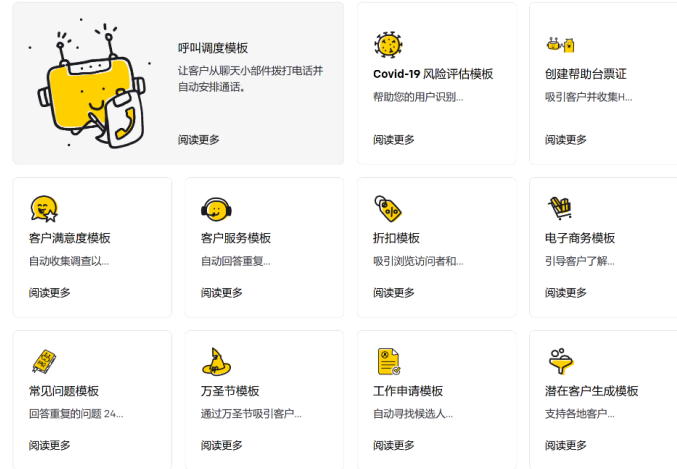 呼叫调度模板
让客户从聊天小部件拨打电话并
自动安排通话。
阅读更多
Covid-19 风险评估模板
帮助您的用户识别...
阅读更多
创建帮助台票证
吸引客户并收集H...
阅读更多
客户满意度模板
自动收集调查以...
阅读更多
客户服务模板
自动回答重复...
阅读更多
折扣模板
吸引浏览访问者和...
阅读更多
电子商务模板
引导客户了解...
阅读更多
常见问题模板
回答重复的问题 24...
阅读更多
万圣节模板
通过万圣节吸引客户...
阅读更多
工作申请模板
自动寻找候选人...
阅读更多
潜在客户生成模板
支持各地客户...
阅读更多